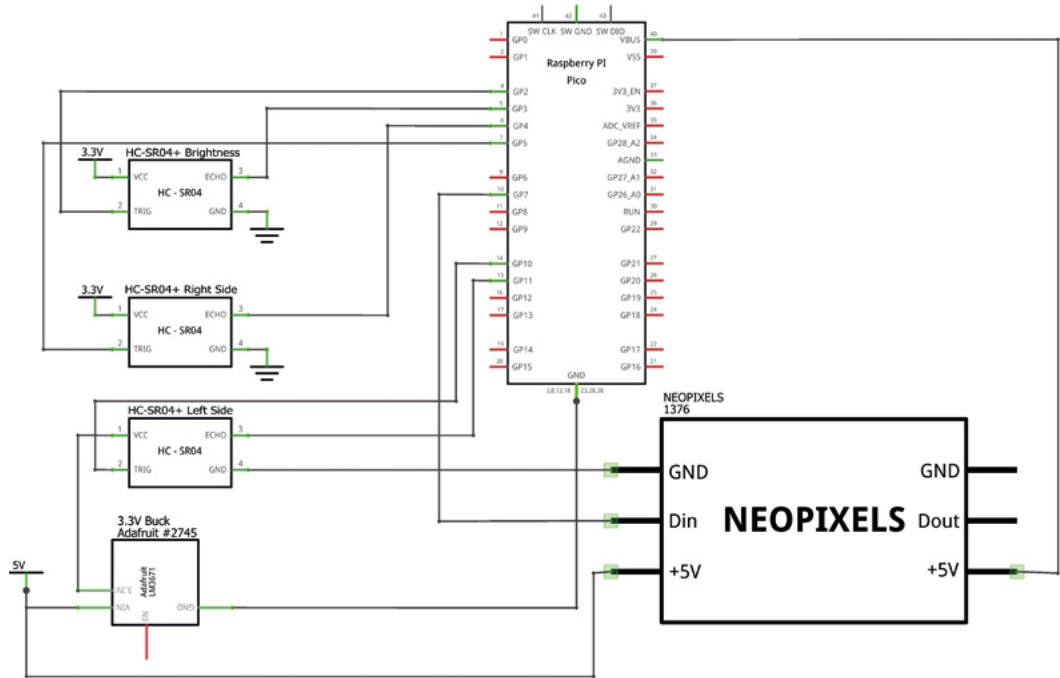 41 42 43
SW CLK SW GND SW DIO
Raspberry PI
Pico
1 GP0 VBUS 40
2 GP1 VSS 39
4 GP2 3V3_EN 37
5 GP3 3V3 36
6 GP4 ADC_VREF 35
7 GP5 GP28_A2 34
AGND 33
9 GP6 GP27_A1 32
10 GP7 GP26_A0 31
11 GP8 RUN 30
12 GP9 GP22 29
14 GP10 GP21 27
15 GP11 GP20 26
16 GP12 GP19 25
17 GP13 GP18 24
19 GP14 GP17 22
20 GP15 GP16 21
GND
3,8,13,18 23,28,38
3.3V
HC-SR04+ Brightness
1 VCC ECHO 3
HC - SR04
2 TRIG GND 4
3.3V
HC-SR04+ Right Side
1 VCC ECHO 3
HC - SR04
2 TRIG GND 4
HC-SR04+ Left Side
1 VCC ECHO 3
HC - SR04
2 TRIG GND 4
3.3V Buck
Adafruit #2745
5V
Adafruit
LM3671
3.3V
VIN GND
EN
NEOPIXELS
1376
GND GND
Din NEOPIXELS Dout
+5V +5V